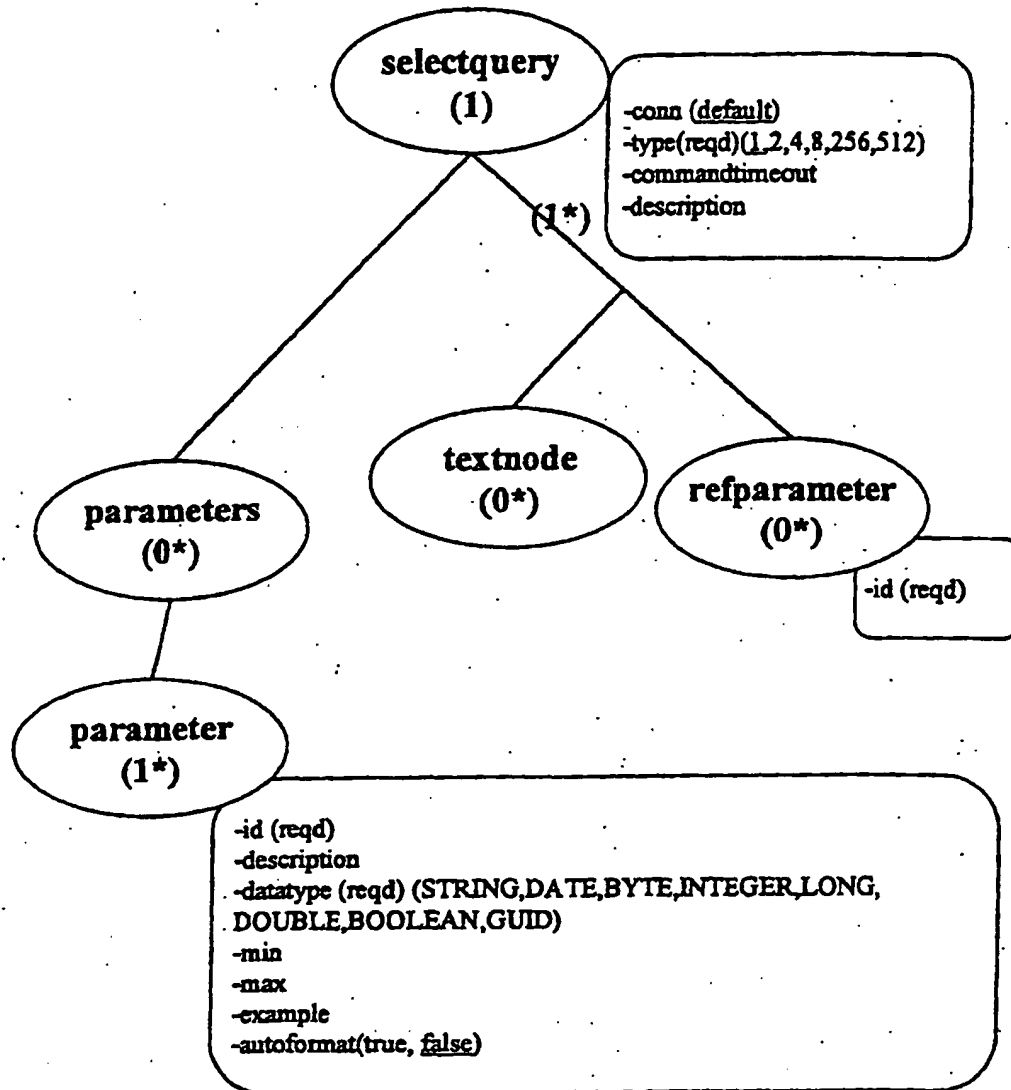 selectquery
(1)
-conn (default)
-type(reqd)(1,2,4,8,256,512)
-commandtimeout
-description
(1*)
textnode
(0*)
refparameter
(0*)
-id (reqd)
parameters
(0*)
parameter
(1*)
-id (reqd)
-description
-datatype (reqd) (STRING,DATE,BYTE,INTEGER,LONG,
DOUBLE,BOOLEAN,GUID)
-min
-max
-example
-autoformat(true, false)